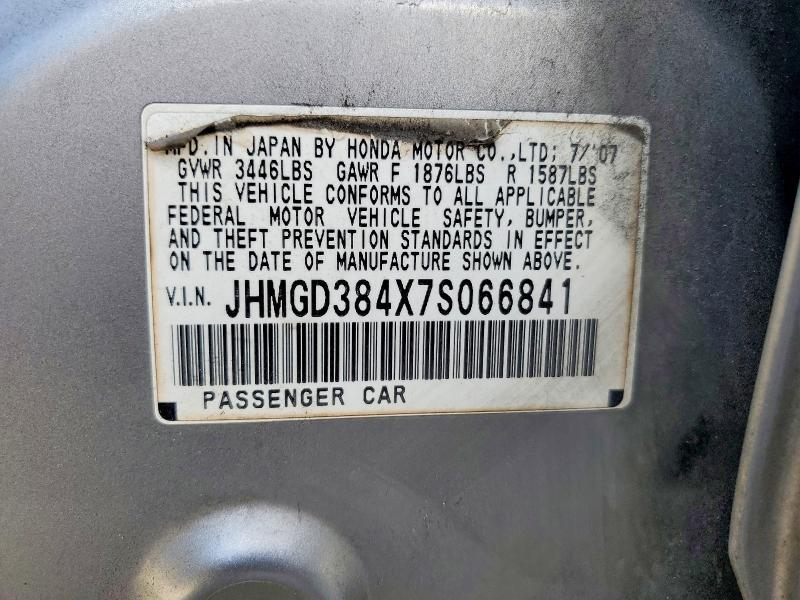 MFD. IN JAPAN BY HONDA MOTOR CO.,LTD; 7/'07
GVWR 3446LBS GAWR F 1876LBS R 1587LBS
THIS VEHICLE CONFORMS TO ALL APPLICABLE
FEDERAL MOTOR VEHICLE SAFETY, BUMPER,
AND THEFT PREVENTION STANDARDS IN EFFECT
ON THE DATE OF MANUFACTURE SHOWN ABOVE.
V.I.N. JHMGD384X7S066841
PASSENGER CAR